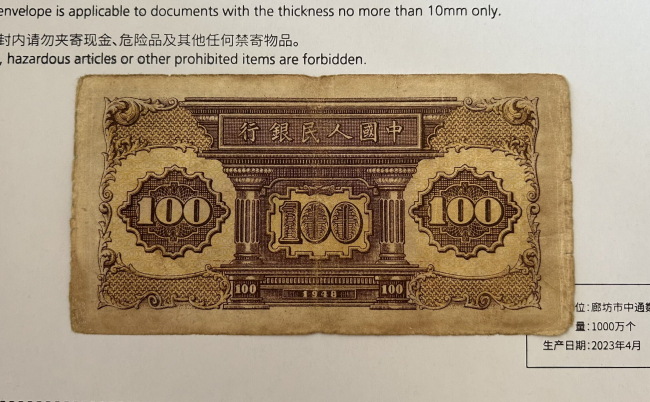 envelope is applicable to documents with the thickness no more than 10mm only.
封内请勿夹寄现金、危险品及其他任何禁寄物品。
, hazardous articles or other prohibited items are forbidden.
行銀民人國中
100 100 100
100 1948 100
位：廊坊市中通数
量：1000万个
生产日期：2023年4月